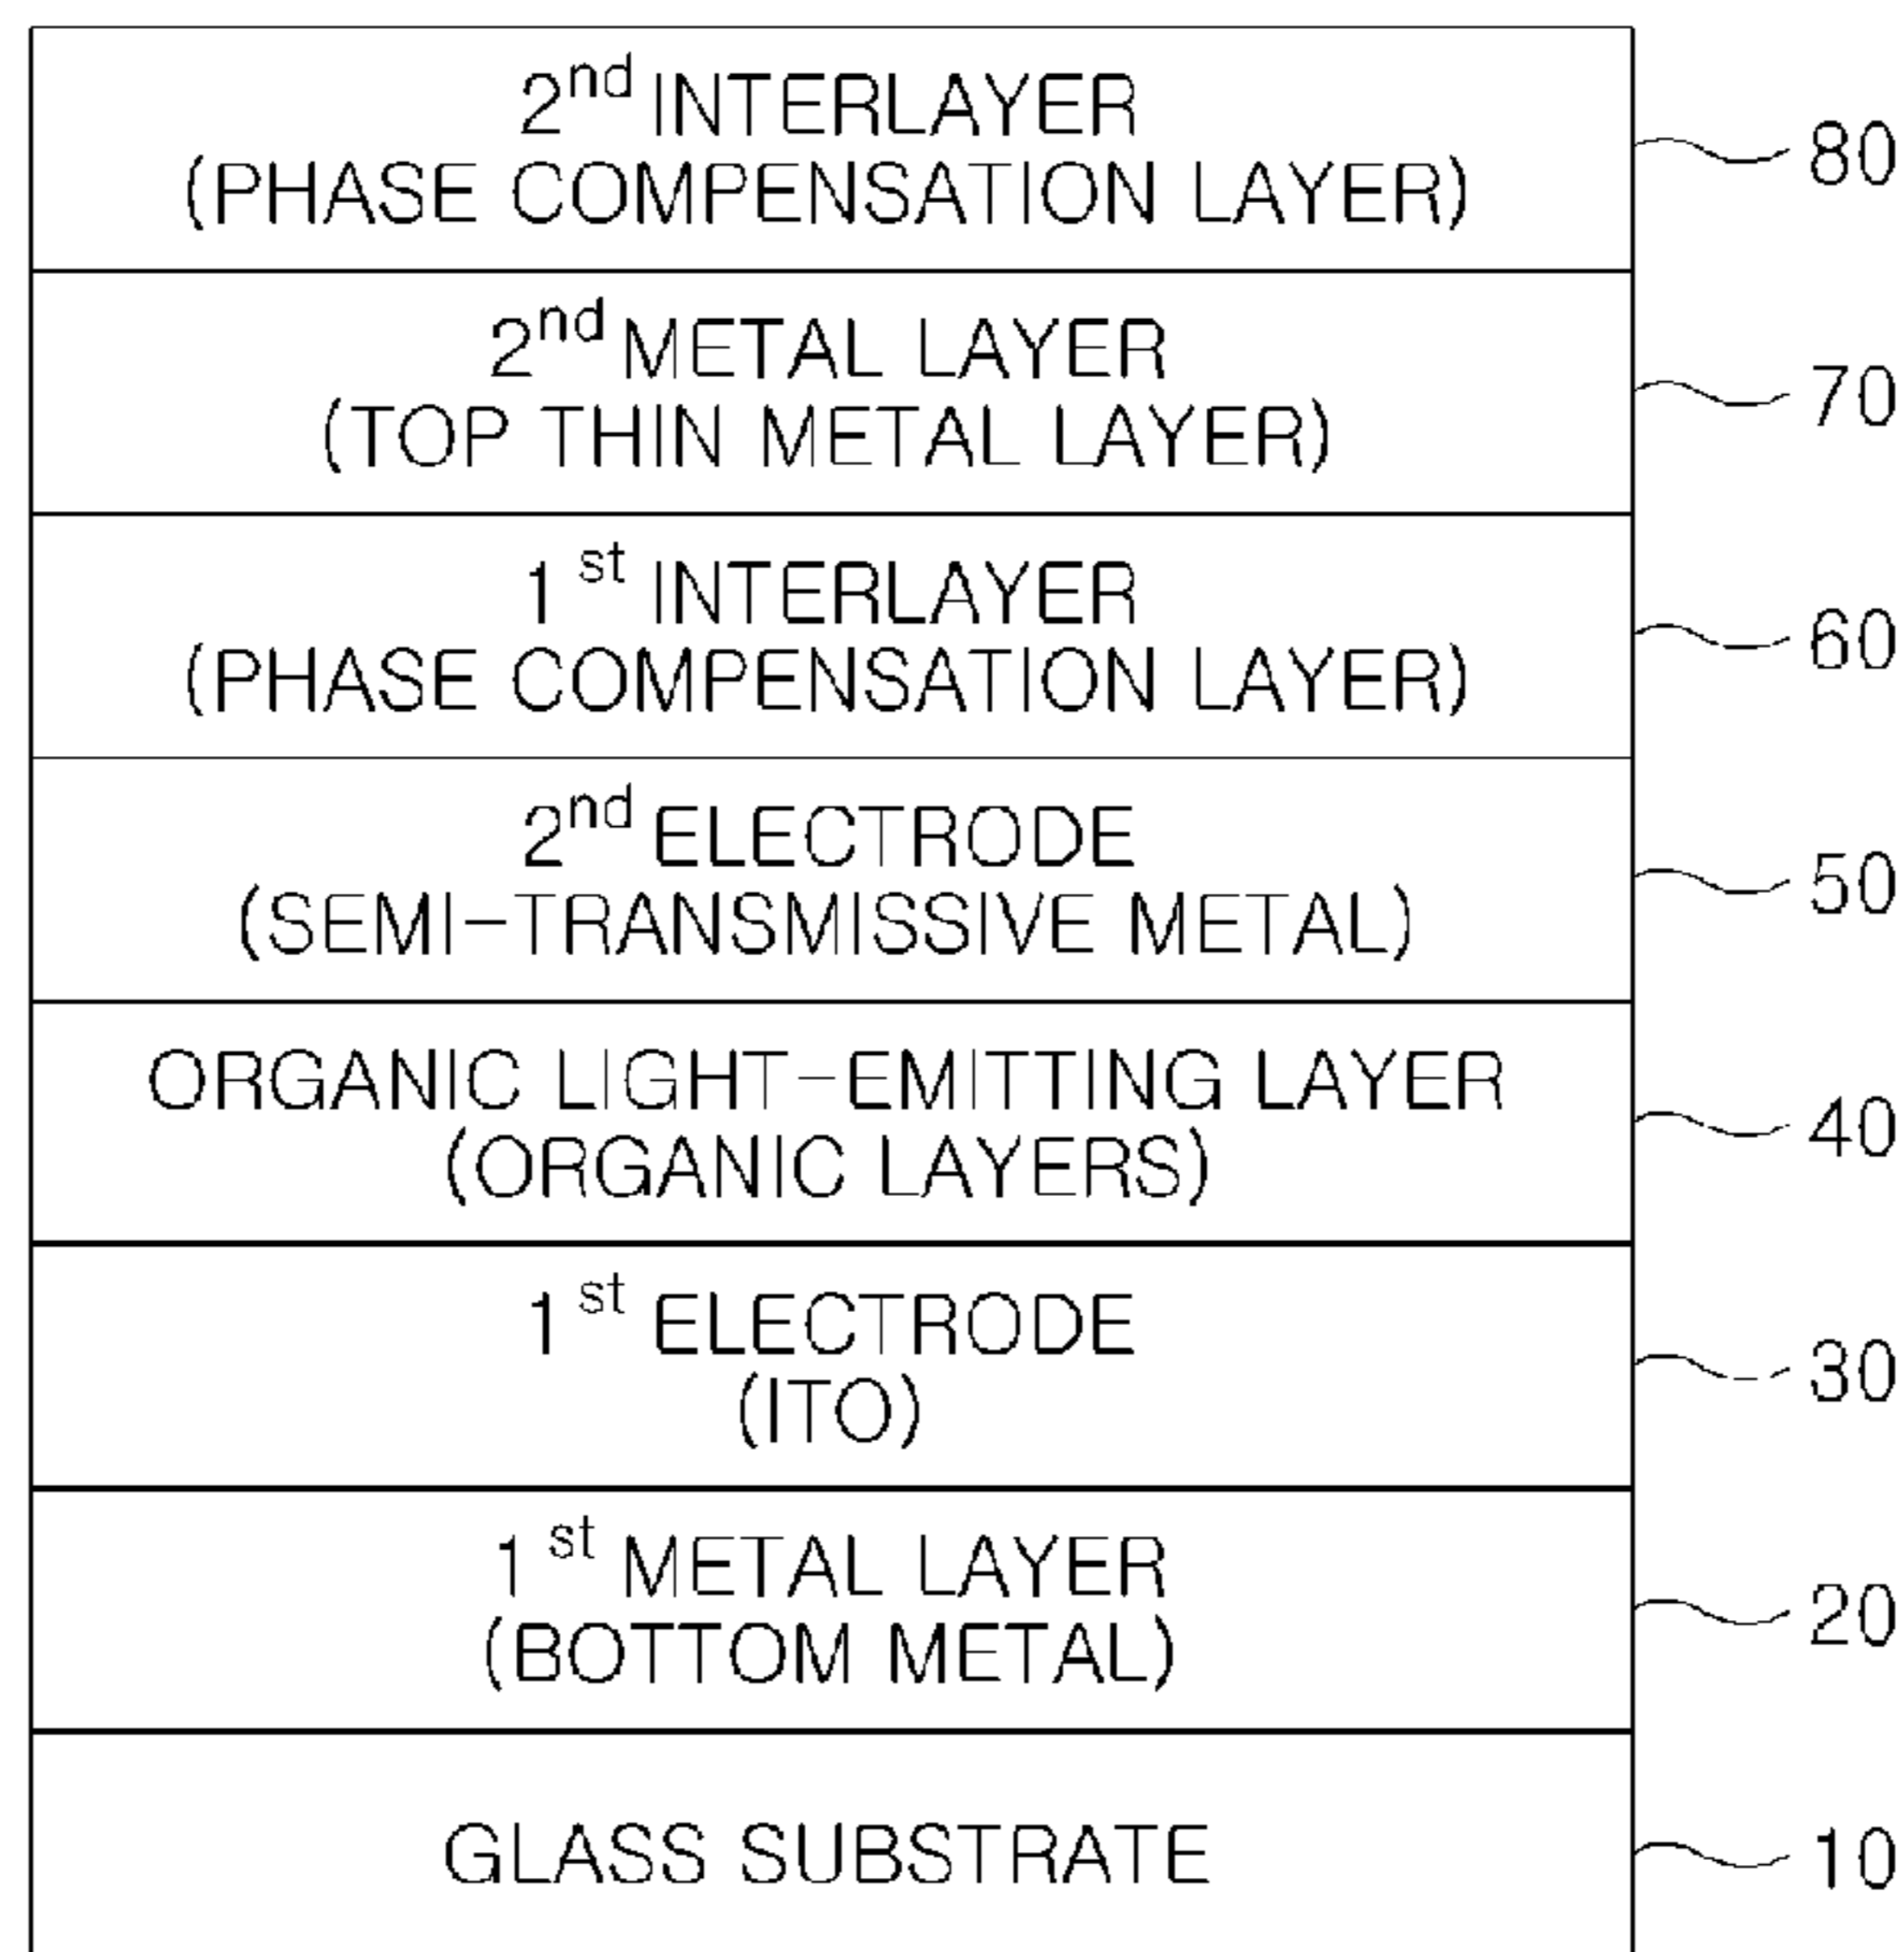 2nd INTERLAYER
(PHASE COMPENSATION LAYER)
80
2nd METAL LAYER
(TOP THIN METAL LAYER)
70
1st INTERLAYER
(PHASE COMPENSATION LAYER)
60
2nd ELECTRODE
(SEMI-TRANSMISSIVE METAL)
50
ORGANIC LIGHT-EMITTING LAYER
(ORGANIC LAYERS)
40
1st ELECTRODE
(ITO)
30
1st METAL LAYER
(BOTTOM METAL)
20
GLASS SUBSTRATE
10